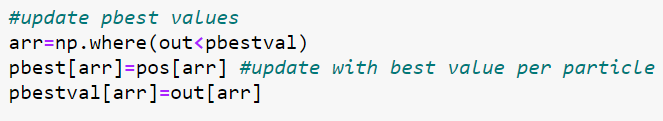 #update pbest values
arr=np.where(out<pbestval)
pbest[arr]=pos[arr] #update with best value per particle
pbestval[arr]=out[arr]